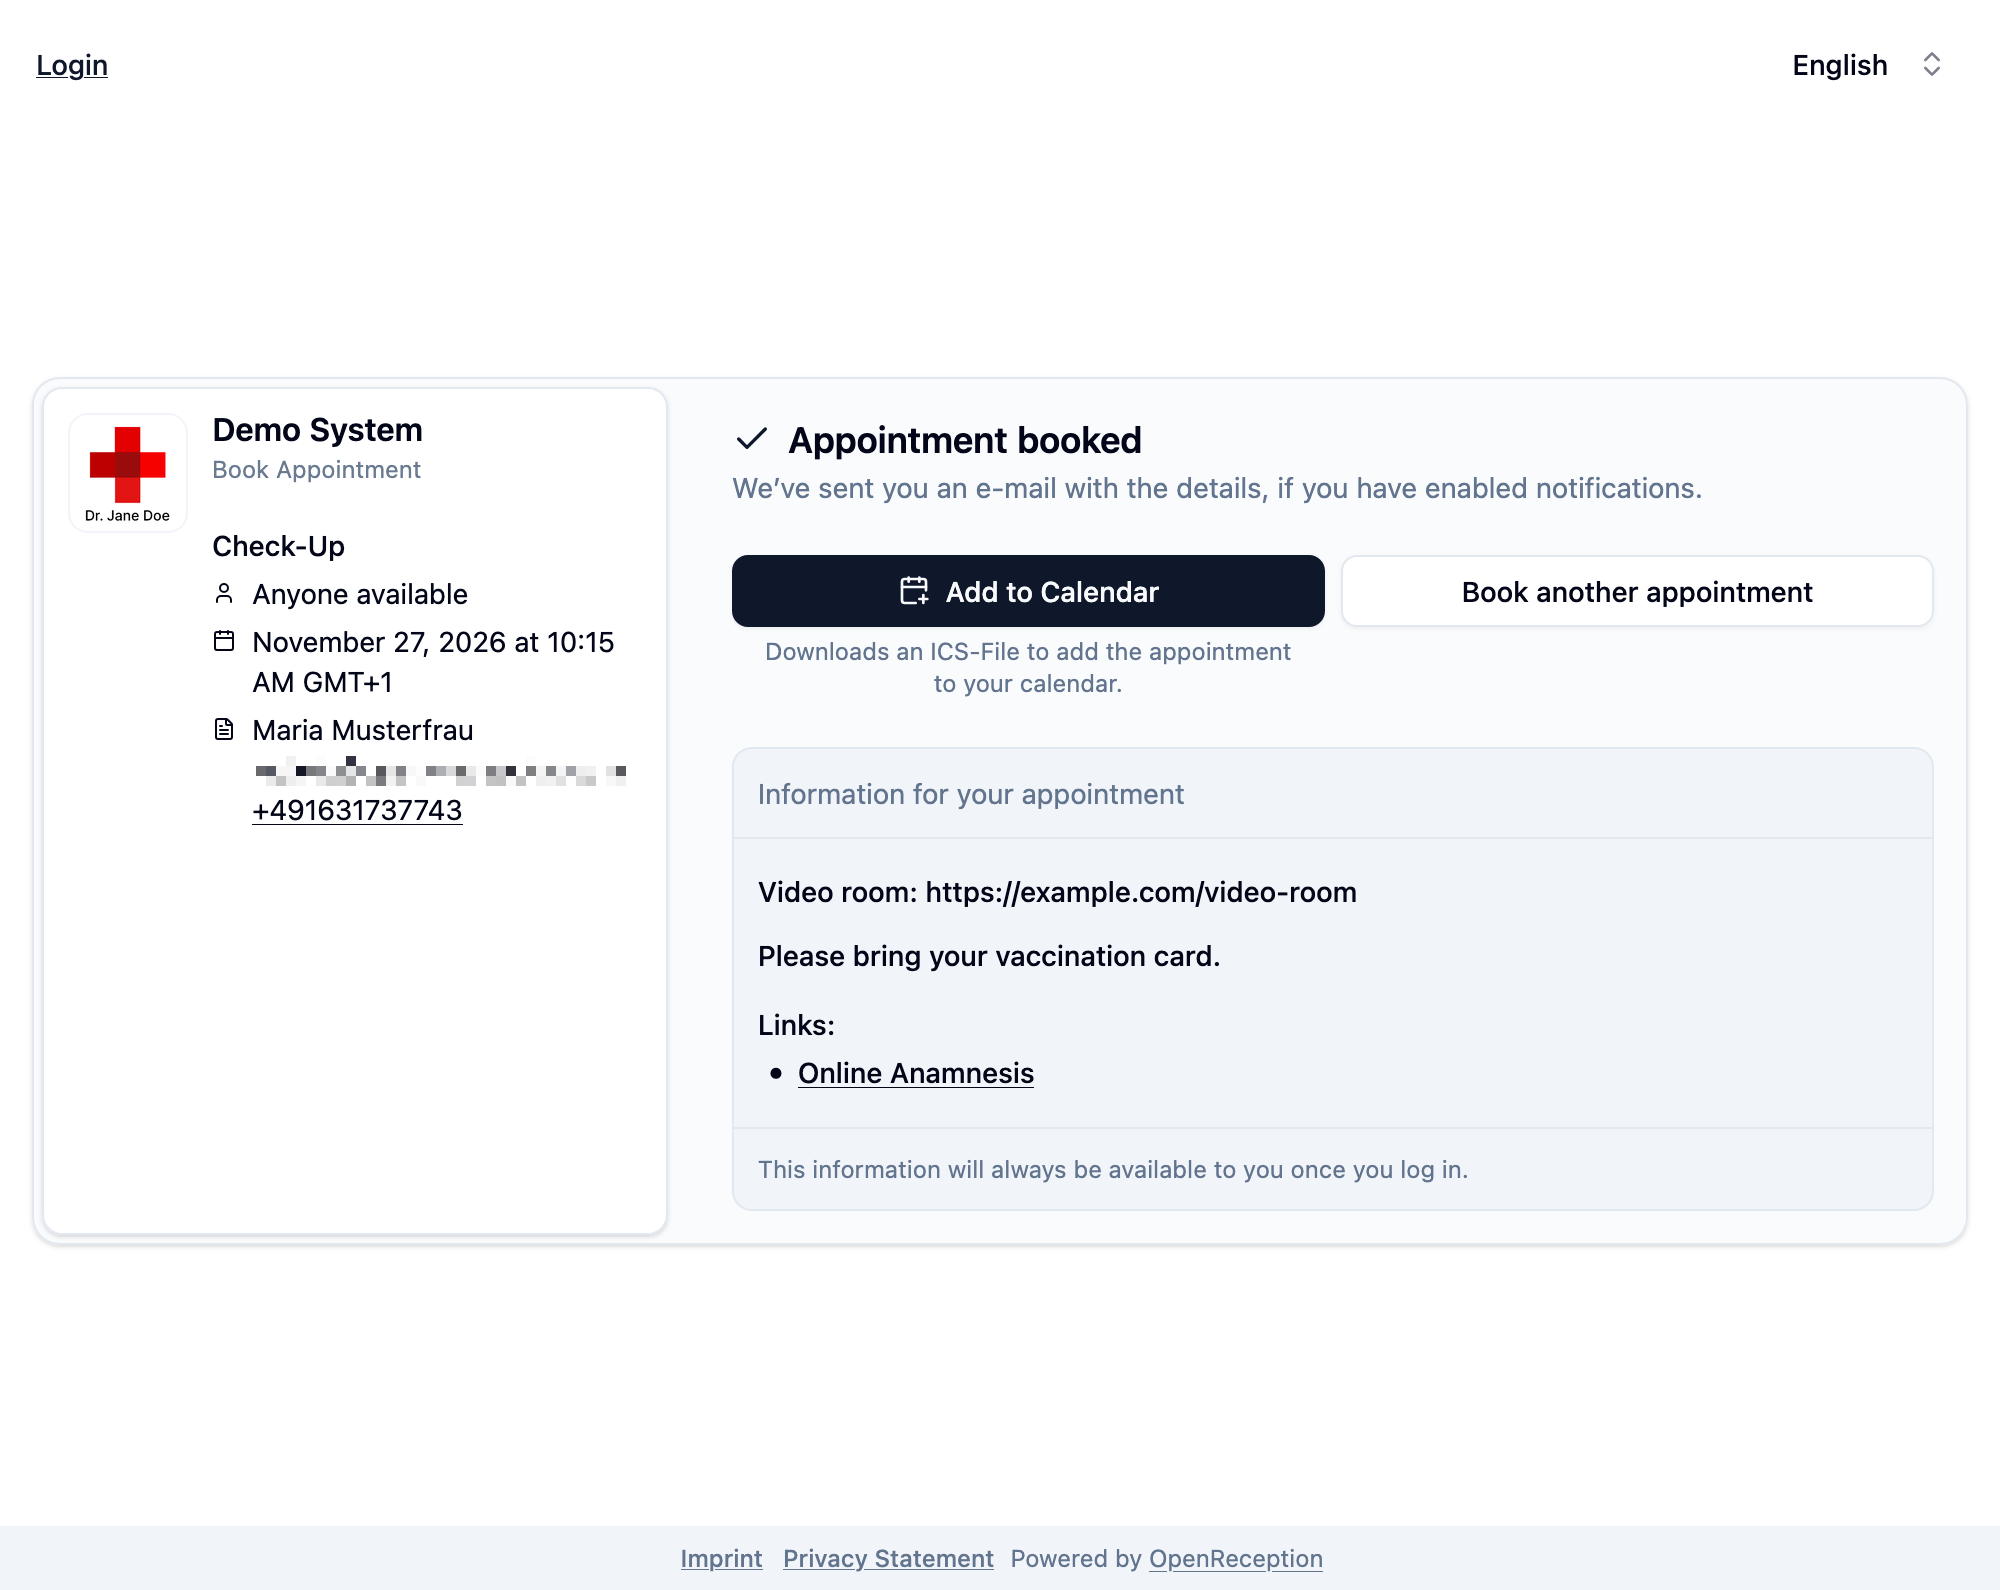 Login
English
Dr. Jane Doe
Demo System
Book Appointment
Check-Up
Anyone available
November 27, 2026 at 10:15
AM GMT+1
Maria Musterfrau
+491631737743
Appointment booked
We’ve sent you an e-mail with the details, if you have enabled notifications.
Add to Calendar
Book another appointment
Downloads an ICS-File to add the appointment
to your calendar.
Information for your appointment
Video room: https://example.com/video-room
Please bring your vaccination card.
Links:
• Online Anamnesis
This information will always be available to you once you log in.
Imprint Privacy Statement Powered by OpenReception